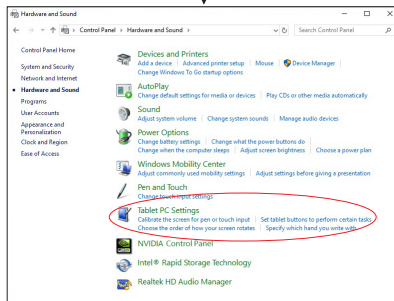 Hardware and Sound
Control Panel > Hardware and Sound >
Search Control Panel
Control Panel Home
System and Security
Network and Internet
Hardware and Sound
Programs
User Accounts
Appearance and
Personalization
Clock and Region
Ease of Access
Devices and Printers
Add a device | Advanced printer setup | Mouse | Device Manager |
Change Windows To Go startup options
AutoPlay
Change default settings for media or devices | Play CDs or other media automatically
Sound
Adjust system volume | Change system sounds | Manage audio devices
Power Options
Change battery settings | Change what the power buttons do |
Change when the computer sleeps | Adjust screen brightness | Choose a power plan
Windows Mobility Center
Adjust commonly used mobility settings | Adjust settings before giving a presentation
Pen and Touch
Change touch input settings
Tablet PC Settings
Calibrate the screen for pen or touch input | Set tablet buttons to perform certain tasks
Choose the order of how your screen rotates | Specify which hand you write with
NVIDIA Control Panel
Intel® Rapid Storage Technology
Realtek HD Audio Manager